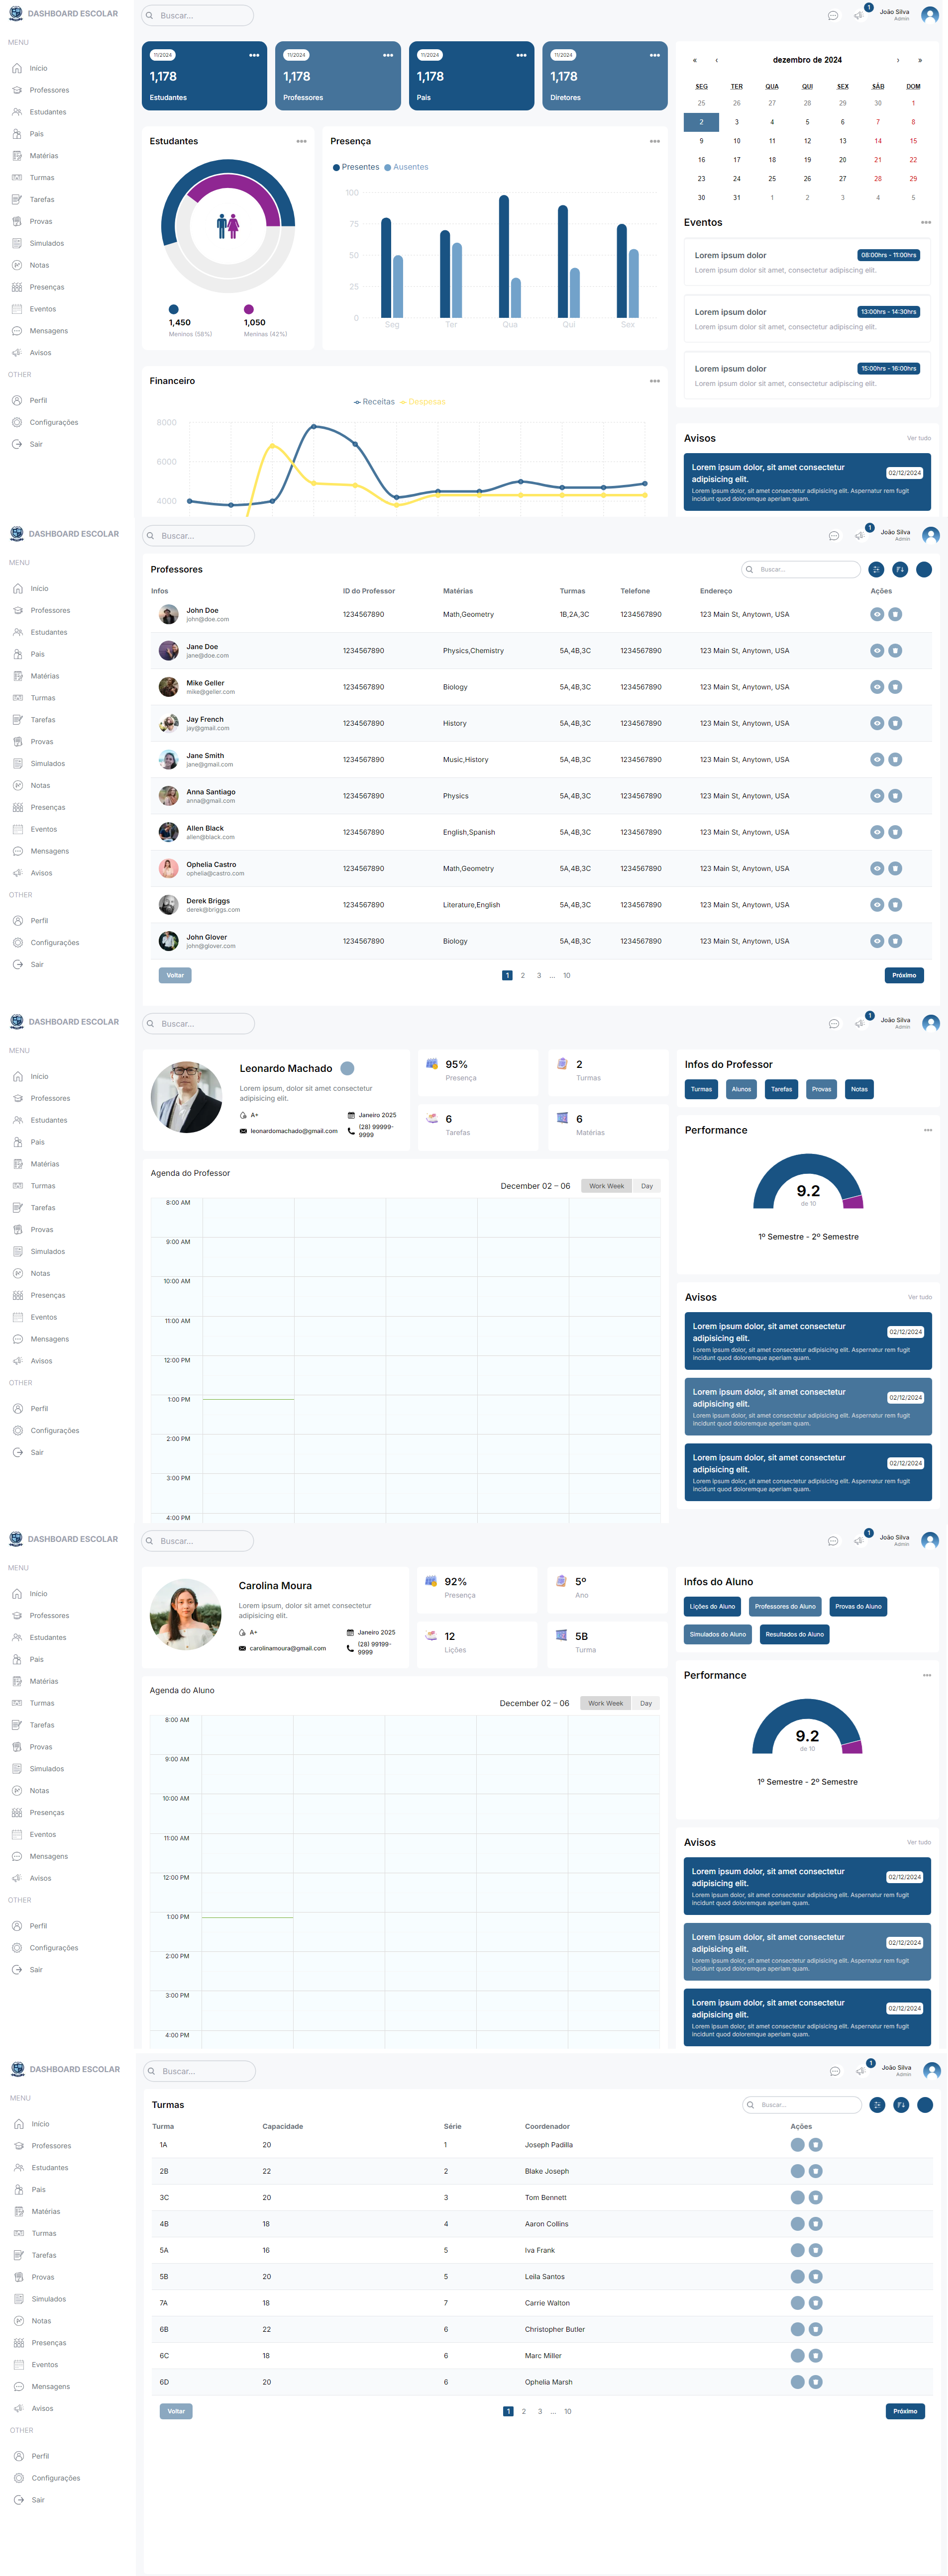 DASHBOARD ESCOLAR
Buscar...
1
João Silva
Admin
MENU
Início
Professores
Estudantes
Pais
Matérias
Turmas
Tarefas
Provas
Simulados
Notas
Presenças
Eventos
Mensagens
Avisos
OTHER
Perfil
Configurações
Sair
11/2024
1,178
Estudantes
11/2024
1,178
Professores
11/2024
1,178
Pais
11/2024
1,178
Diretores
Estudantes
1,450
Meninos (58%)
1,050
Meninas (42%)
Presença
Presentes Ausentes
100
75
50
25
0
Seg Ter Qua Qui Sex
Financeiro
Receitas Despesas
8000
6000
4000
« ‹ dezembro de 2024 › »
SEG TER QUA QUI SEX SÁB DOM
25 26 27 28 29 30 1
2 3 4 5 6 7 8
9 10 11 12 13 14 15
16 17 18 19 20 21 22
23 24 25 26 27 28 29
30 31 1 2 3 4 5
Eventos
Lorem ipsum dolor 08:00hrs - 11:00hrs
Lorem ipsum dolor sit amet, consectetur adipiscing elit.
Lorem ipsum dolor 13:00hrs - 14:30hrs
Lorem ipsum dolor sit amet, consectetur adipiscing elit.
Lorem ipsum dolor 15:00hrs - 16:00hrs
Lorem ipsum dolor sit amet, consectetur adipiscing elit.
Avisos Ver tudo
Lorem ipsum dolor, sit amet consectetur
adipisicing elit.
02/12/2024
Lorem ipsum dolor, sit amet consectetur adipisicing elit. Aspernatur rem fugit
incidunt quod doloremque aperiam quam.
DASHBOARD ESCOLAR
Buscar...
1
João Silva
Admin
MENU
Início
Professores
Estudantes
Pais
Matérias
Turmas
Tarefas
Provas
Simulados
Notas
Presenças
Eventos
Mensagens
Avisos
OTHER
Perfil
Configurações
Sair
Professores
Buscar...
Infos ID do Professor Matérias Turmas Telefone Endereço Ações
John Doe
john@doe.com
1234567890 Math,Geometry 1B,2A,3C 1234567890 123 Main St, Anytown, USA
Jane Doe
jane@doe.com
1234567890 Physics,Chemistry 5A,4B,3C 1234567890 123 Main St, Anytown, USA
Mike Geller
mike@geller.com
1234567890 Biology 5A,4B,3C 1234567890 123 Main St, Anytown, USA
Jay French
jay@gmail.com
1234567890 History 5A,4B,3C 1234567890 123 Main St, Anytown, USA
Jane Smith
jane@gmail.com
1234567890 Music,History 5A,4B,3C 1234567890 123 Main St, Anytown, USA
Anna Santiago
anna@gmail.com
1234567890 Physics 5A,4B,3C 1234567890 123 Main St, Anytown, USA
Allen Black
allen@black.com
1234567890 English,Spanish 5A,4B,3C 1234567890 123 Main St, Anytown, USA
Ophelia Castro
ophelia@castro.com
1234567890 Math,Geometry 5A,4B,3C 1234567890 123 Main St, Anytown, USA
Derek Briggs
derek@briggs.com
1234567890 Literature,English 5A,4B,3C 1234567890 123 Main St, Anytown, USA
John Glover
john@glover.com
1234567890 Biology 5A,4B,3C 1234567890 123 Main St, Anytown, USA
Voltar 1 2 3 ... 10 Próximo
DASHBOARD ESCOLAR
Buscar...
1
João Silva
Admin
MENU
Início
Professores
Estudantes
Pais
Matérias
Turmas
Tarefas
Provas
Simulados
Notas
Presenças
Eventos
Mensagens
Avisos
OTHER
Perfil
Configurações
Sair
Leonardo Machado
Lorem ipsum, dolor sit amet consectetur
adipisicing elit.
A+ Janeiro 2025
leonardomachado@gmail.com (28) 99999-
9999
95%
Presença
2
Turmas
6
Tarefas
6
Matérias
Agenda do Professor
December 02 – 06 Work Week Day
8:00 AM
9:00 AM
10:00 AM
11:00 AM
12:00 PM
1:00 PM
2:00 PM
3:00 PM
4:00 PM
Infos do Professor
Turmas Alunos Tarefas Provas Notas
Performance
9.2
de 10
1º Semestre - 2º Semestre
Avisos Ver tudo
Lorem ipsum dolor, sit amet consectetur
adipisicing elit.
02/12/2024
Lorem ipsum dolor, sit amet consectetur adipisicing elit. Aspernatur rem fugit
incidunt quod doloremque aperiam quam.
Lorem ipsum dolor, sit amet consectetur
adipisicing elit.
02/12/2024
Lorem ipsum dolor, sit amet consectetur adipisicing elit. Aspernatur rem fugit
incidunt quod doloremque aperiam quam.
Lorem ipsum dolor, sit amet consectetur
adipisicing elit.
02/12/2024
Lorem ipsum dolor, sit amet consectetur adipisicing elit. Aspernatur rem fugit
incidunt quod doloremque aperiam quam.
DASHBOARD ESCOLAR
Buscar...
1
João Silva
Admin
MENU
Início
Professores
Estudantes
Pais
Matérias
Turmas
Tarefas
Provas
Simulados
Notas
Presenças
Eventos
Mensagens
Avisos
OTHER
Perfil
Configurações
Sair
Carolina Moura
Lorem ipsum, dolor sit amet consectetur
adipisicing elit.
A+ Janeiro 2025
carolinamoura@gmail.com (28) 99199-
9999
92%
Presença
5º
Ano
12
Lições
5B
Turma
Agenda do Aluno
December 02 – 06 Work Week Day
8:00 AM
9:00 AM
10:00 AM
11:00 AM
12:00 PM
1:00 PM
2:00 PM
3:00 PM
4:00 PM
Infos do Aluno
Lições do Aluno Professores do Aluno Provas do Aluno
Simulados do Aluno Resultados do Aluno
Performance
9.2
de 10
1º Semestre - 2º Semestre
Avisos Ver tudo
Lorem ipsum dolor, sit amet consectetur
adipisicing elit.
02/12/2024
Lorem ipsum dolor, sit amet consectetur adipisicing elit. Aspernatur rem fugit
incidunt quod doloremque aperiam quam.
Lorem ipsum dolor, sit amet consectetur
adipisicing elit.
02/12/2024
Lorem ipsum dolor, sit amet consectetur adipisicing elit. Aspernatur rem fugit
incidunt quod doloremque aperiam quam.
Lorem ipsum dolor, sit amet consectetur
adipisicing elit.
02/12/2024
Lorem ipsum dolor, sit amet consectetur adipisicing elit. Aspernatur rem fugit
incidunt quod doloremque aperiam quam.
DASHBOARD ESCOLAR
Buscar...
1
João Silva
Admin
MENU
Início
Professores
Estudantes
Pais
Matérias
Turmas
Tarefas
Provas
Simulados
Notas
Presenças
Eventos
Mensagens
Avisos
OTHER
Perfil
Configurações
Sair
Turmas
Buscar...
Turma Capacidade Série Coordenador Ações
1A 20 1 Joseph Padilla
2B 22 2 Blake Joseph
3C 20 3 Tom Bennett
4B 18 4 Aaron Collins
5A 16 5 Iva Frank
5B 20 5 Leila Santos
7A 18 7 Carrie Walton
6B 22 6 Christopher Butler
6C 18 6 Marc Miller
6D 20 6 Ophelia Marsh
Voltar 1 2 3 ... 10 Próximo